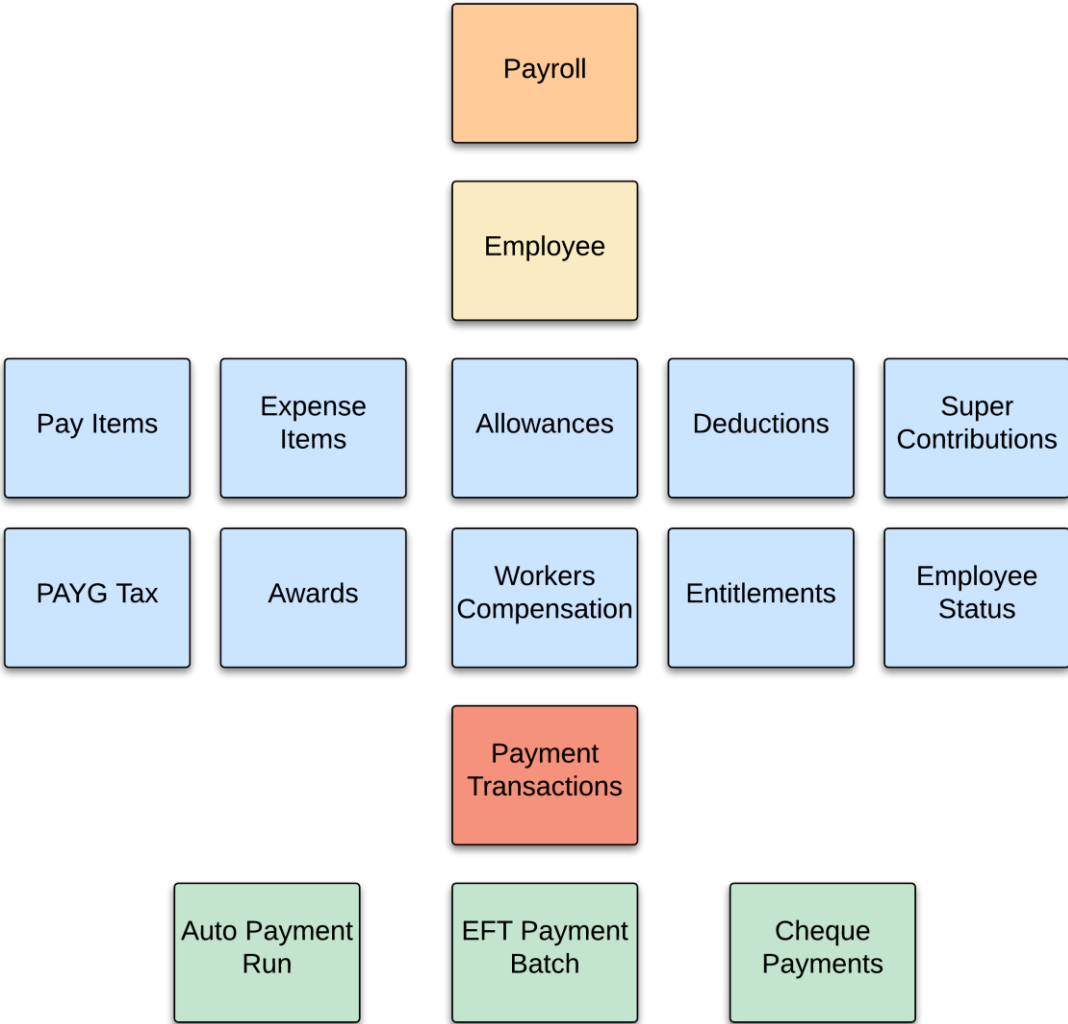 Payroll
Employee
Pay Items
Expense
Items
Allowances
Deductions
Super
Contributions
PAYG Tax
Awards
Workers
Compensation
Entitlements
Employee
Status
Payment
Transactions
Auto Payment
Run
EFT Payment
Batch
Cheque
Payments